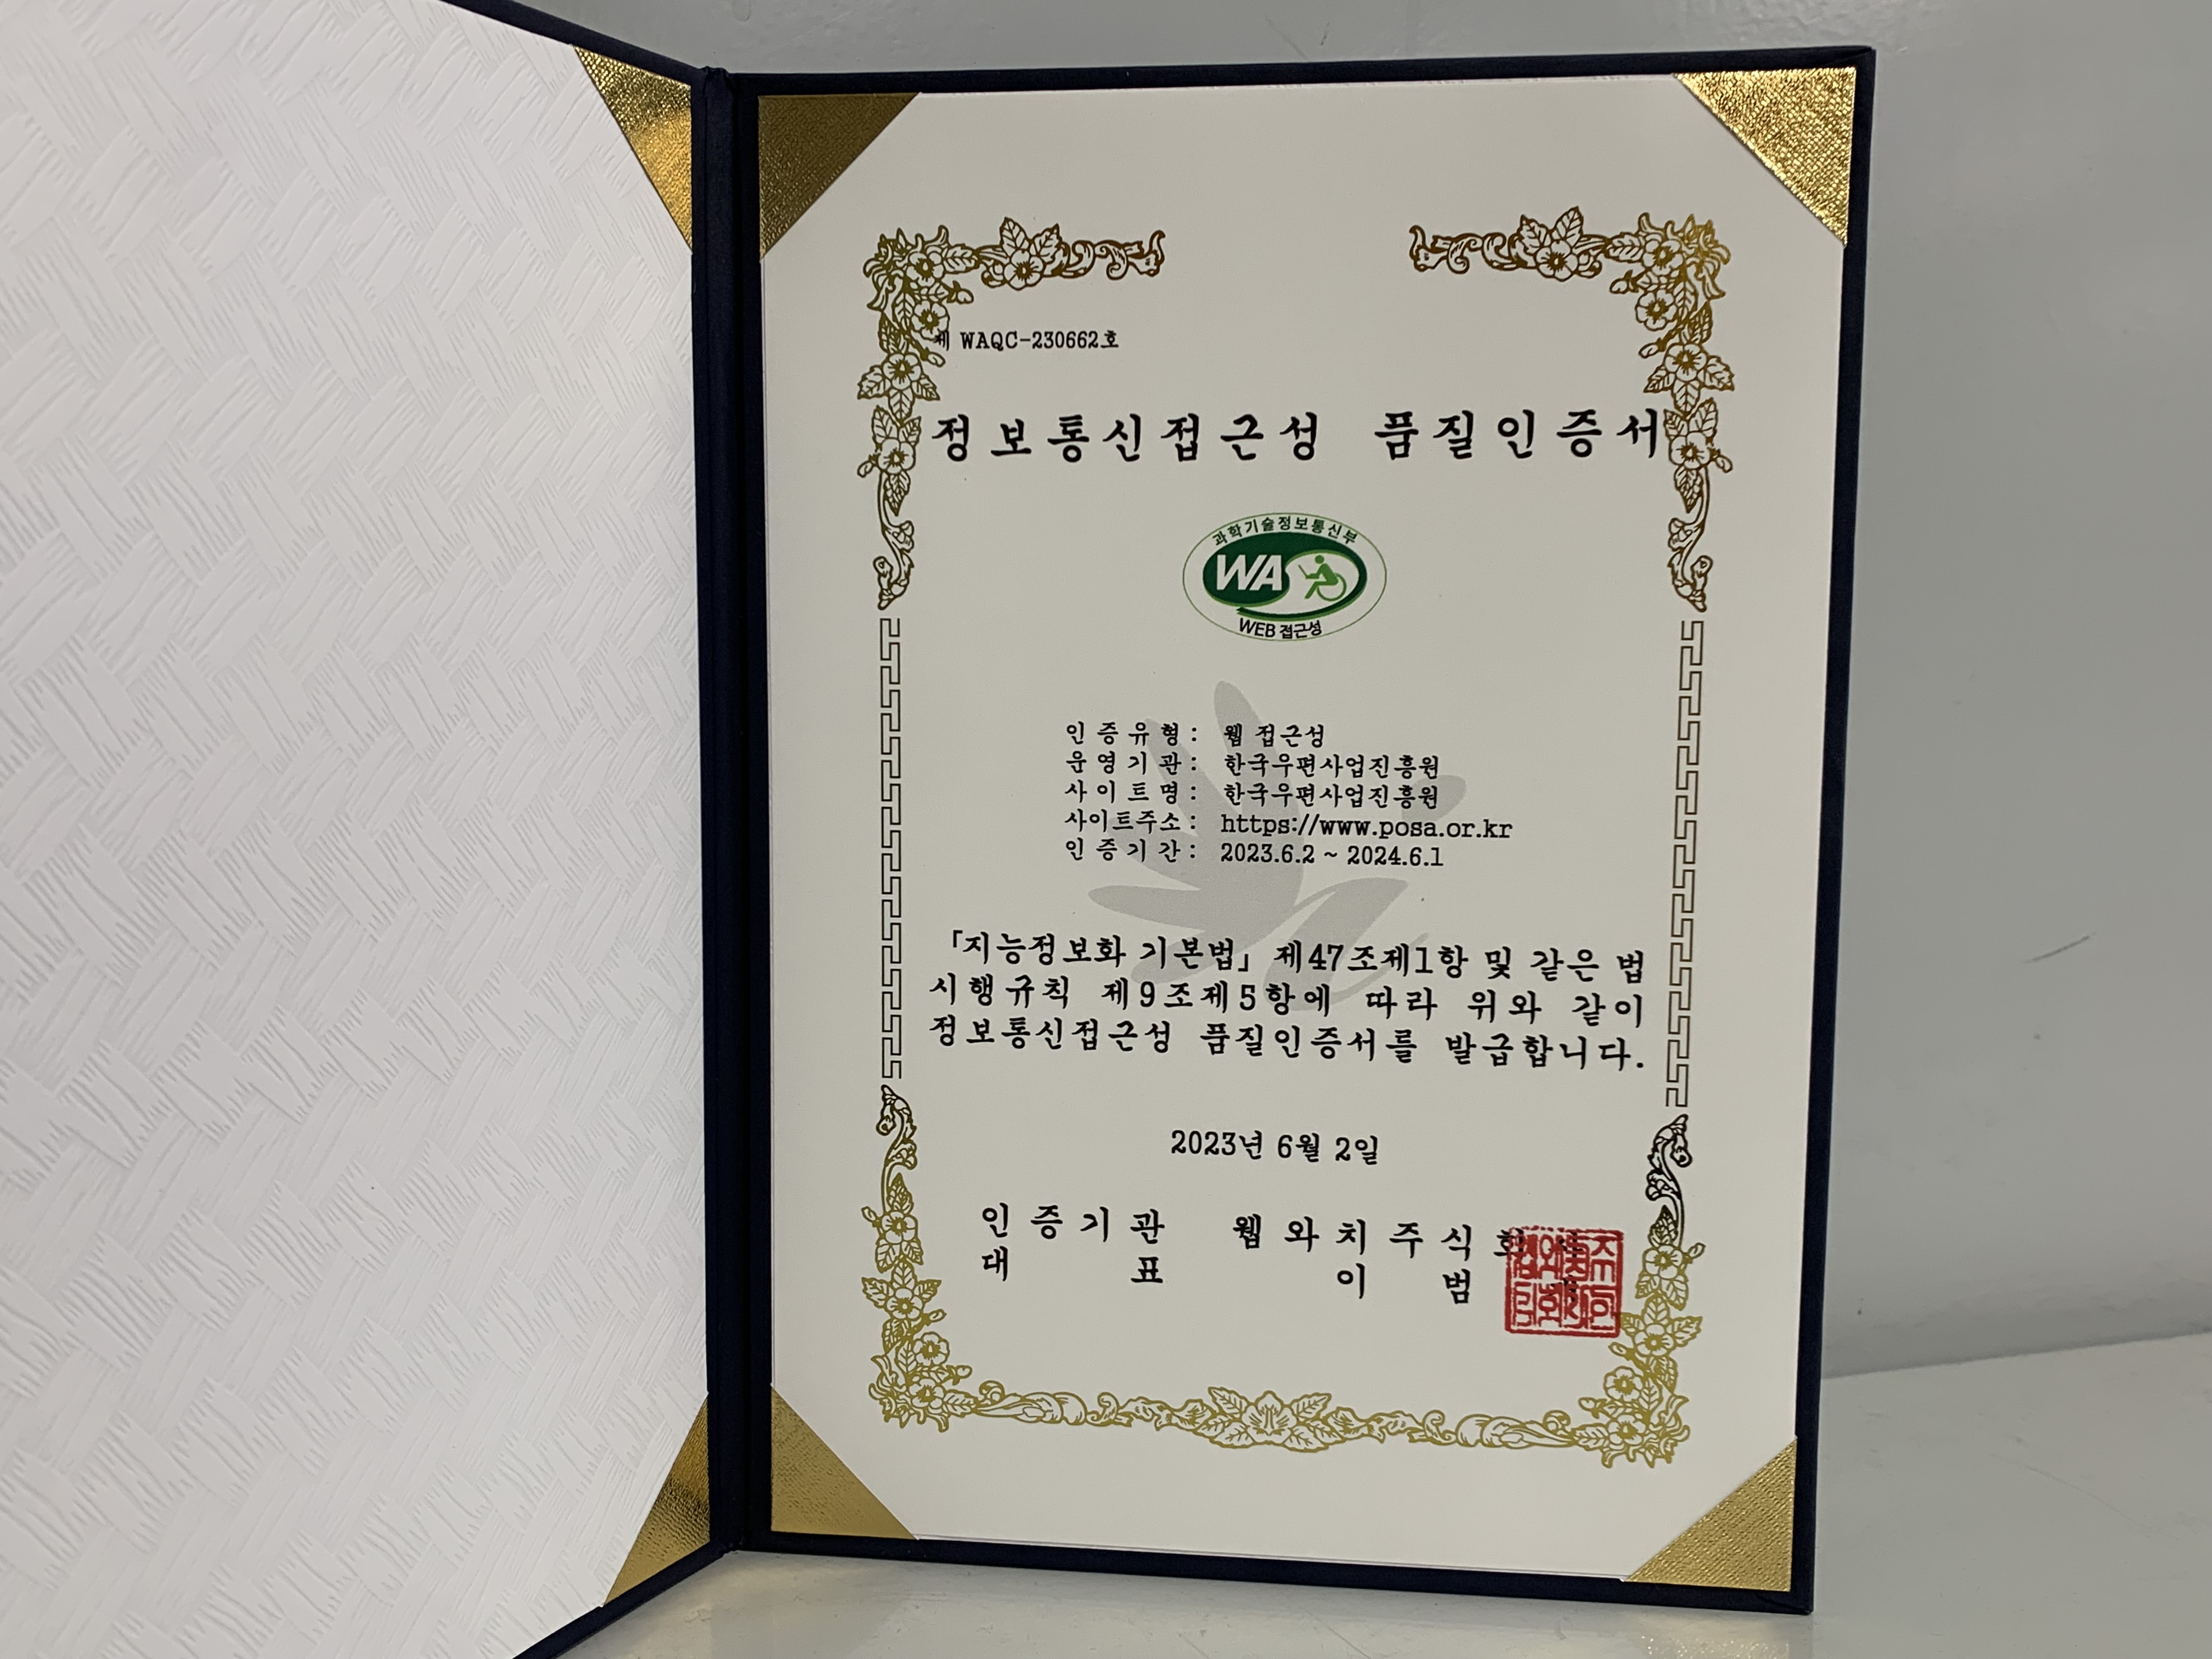 제 WAQC-230662호
정보통신접근성 품질인증서
과학기술정보통신부
WA
WEB 접근성
인증유형: 웹 접근성
운영기관: 한국우편사업진흥원
사이트명: 한국우편사업진흥원
사이트주소: https://www.posa.or.kr
인증기간: 2023.6.2 ~ 2024.6.1
「지능정보화 기본법」 제47조제1항 및 같은 법
시행규칙 제9조제5항에 따라 위와 같이
정보통신접근성 품질인증서를 발급합니다.
2023년 6월 2일
인증기관 웹와치주식회사
대표 이범